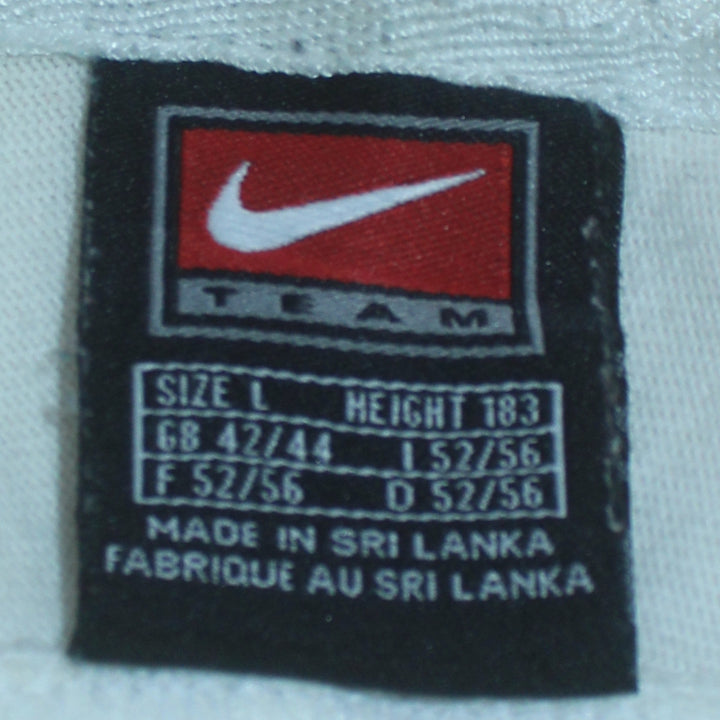 TEAM
SIZE L HEIGHT 183
GB 42/44 I 52/56
F 52/56 D 52/56
MADE IN SRI LANKA
FABRIQUE AU SRI LANKA